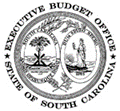 EXECUTIVE BUDGET OFFICE
STATE OF SOUTH CAROLINA